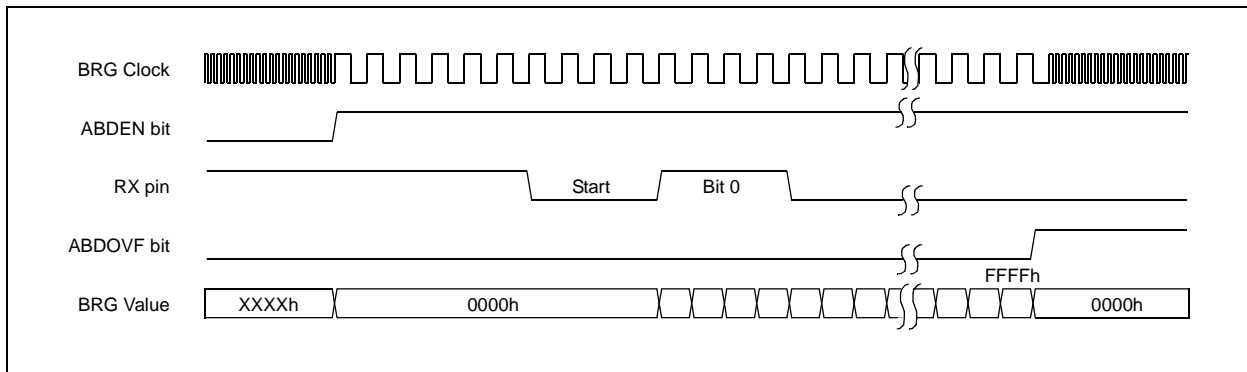 BRG Clock
ABDEN bit
RX pin
Start
Bit 0
ABDOVF bit
FFFFh
BRG Value
XXXXh
0000h
0000h